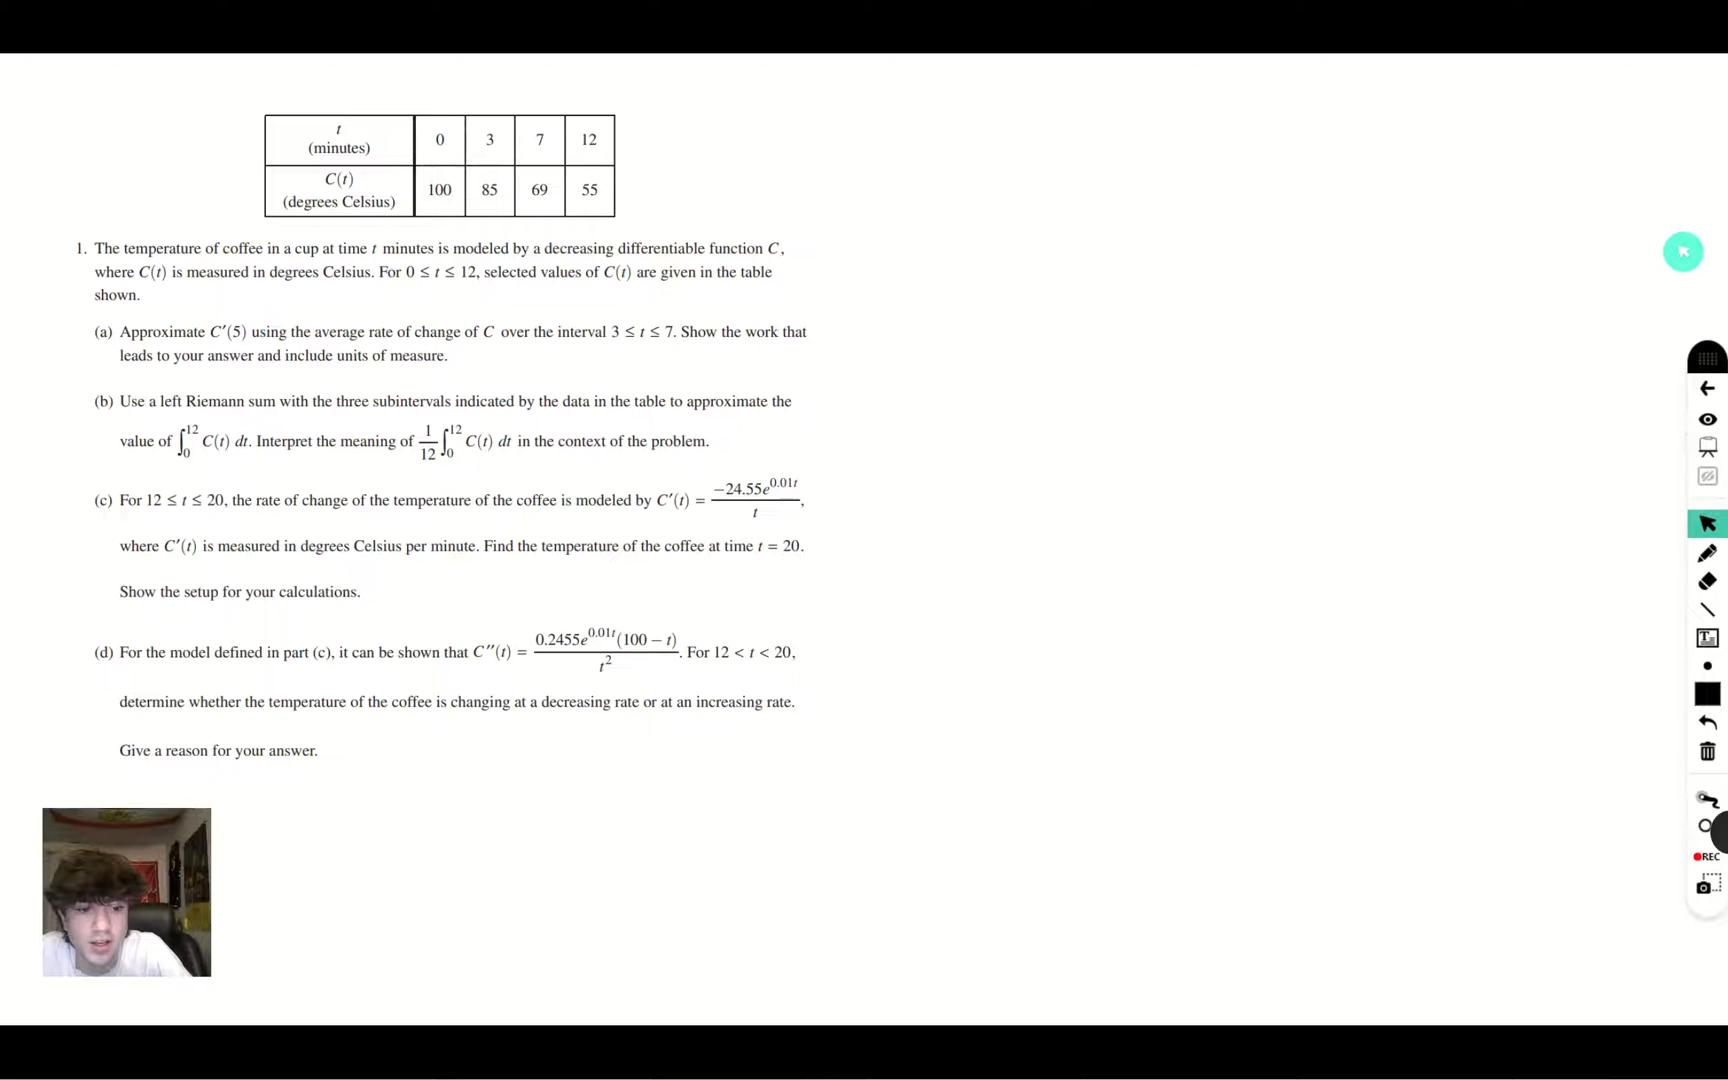 t
(minutes)
0
3
7
12
C(t)
(degrees Celsius)
100
85
69
55
1. The temperature of coffee in a cup at time t minutes is modeled by a decreasing differentiable function C,
where C(t) is measured in degrees Celsius. For 0 ≤ t ≤ 12, selected values of C(t) are given in the table
shown.
(a) Approximate C′(5) using the average rate of change of C over the interval 3 ≤ t ≤ 7. Show the work that
leads to your answer and include units of measure.
(b) Use a left Riemann sum with the three subintervals indicated by the data in the table to approximate the
value of ∫₀¹² C(t) dt. Interpret the meaning of 1/12 ∫₀¹² C(t) dt in the context of the problem.
(c) For 12 ≤ t ≤ 20, the rate of change of the temperature of the coffee is modeled by C′(t) = −24.55e^0.01t / t,
where C′(t) is measured in degrees Celsius per minute. Find the temperature of the coffee at time t = 20.
Show the setup for your calculations.
(d) For the model defined in part (c), it can be shown that C″(t) = 0.2455e^0.01t(100 − t) / t². For 12 < t < 20,
determine whether the temperature of the coffee is changing at a decreasing rate or at an increasing rate.
Give a reason for your answer.
T
REC